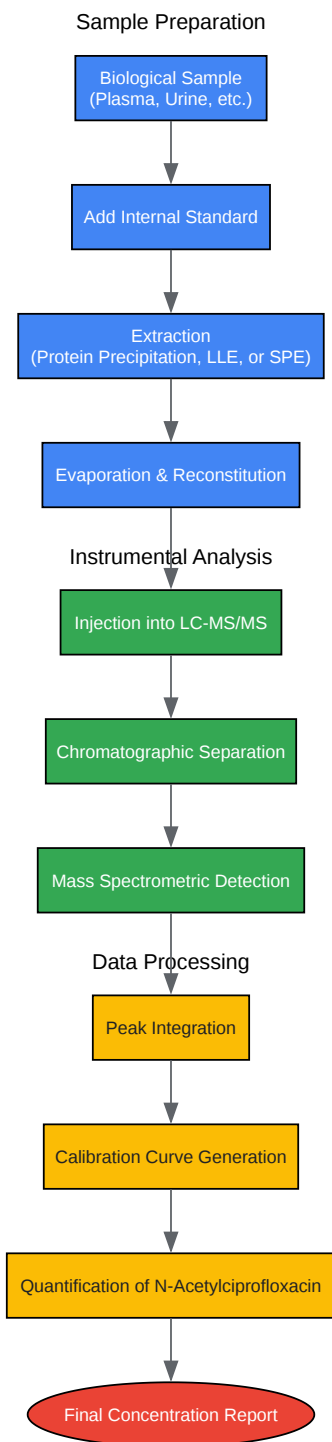 Sample Preparation
Biological Sample
(Plasma, Urine, etc.)
Add Internal Standard
Extraction
(Protein Precipitation, LLE, or SPE)
Evaporation & Reconstitution
Instrumental Analysis
Injection into LC-MS/MS
Chromatographic Separation
Mass Spectrometric Detection
Data Processing
Peak Integration
Calibration Curve Generation
Quantification of N-Acetylciprofloxacin
Final Concentration Report